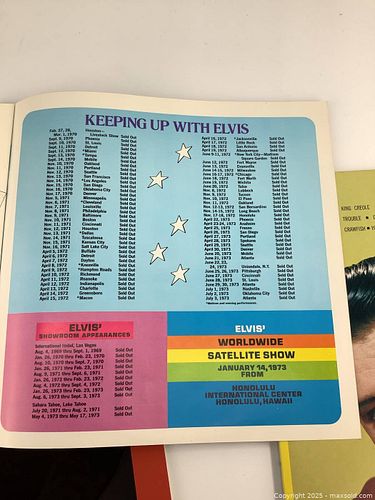 KEEPING UP WITH ELVIS
Feb. 27, 28, Houston—
Mar. 1, 1970 Livestock Show Sold Out
Sept. 9, 1970 Phoenix Sold Out
Sept. 10, 1970 St. Louis Sold Out
Sept. 11, 1970 Detroit Sold Out
Sept. 12, 1970 *Miami Sold Out
Sept. 13, 1970 *Tampa Sold Out
Sept. 14, 1970 Mobile Sold Out
Nov. 10, 1970 Oakland Sold Out
Nov. 11, 1970 Portland Sold Out
Nov. 12, 1970 Seattle Sold Out
Nov. 13, 1970 San Francisco Sold Out
Nov. 14, 1970 *Los Angeles Sold Out
Nov. 15, 1970 San Diego Sold Out
Nov. 16, 1970 Oklahoma City Sold Out
Nov. 17, 1970 Denver Sold Out
Nov. 5, 1971 Minneapolis Sold Out
Nov. 6, 1971 *Cleveland Sold Out
Nov. 7, 1971 Louisville Sold Out
Nov. 8, 1971 Philadelphia Sold Out
Nov. 9, 1971 Baltimore Sold Out
Nov. 10, 1971 Boston Sold Out
Nov. 11, 1971 Cincinnati Sold Out
Nov. 12, 1971 Houston Sold Out
Nov. 13, 1971 *Dallas Sold Out
Nov. 14, 1971 Tuscaloosa Sold Out
Nov. 15, 1971 Kansas City Sold Out
Nov. 16, 1971 Salt Lake City Sold Out
April 5, 1972 Buffalo Sold Out
April 6, 1972 Detroit Sold Out
April 7, 1972 Dayton Sold Out
April 8, 1972 *Knoxville Sold Out
April 9, 1972 *Hampton Roads Sold Out
April 10, 1972 Richmond Sold Out
April 11, 1972 Roanoke Sold Out
April 12, 1972 Indianapolis Sold Out
April 13, 1972 Charlotte Sold Out
April 14, 1972 Greensboro Sold Out
April 15, 1972 *Macon Sold Out
April 16, 1972 *Jacksonville Sold Out
April 17, 1972 Little Rock Sold Out
April 18, 1972 San Antonio Sold Out
April 19, 1972 Albuquerque Sold Out
June 9-11, 1972 *New York City—Madison
Square Garden Sold Out
June 12, 1972 Fort Wayne Sold Out
June 13, 1972 Evansville Sold Out
June 14-15, 1972 Milwaukee Sold Out
June 16-17, 1972 Chicago Sold Out
June 18, 1972 Fort Worth Sold Out
June 19, 1972 Wichita Sold Out
June 20, 1972 Tulsa Sold Out
Nov. 8, 1972 Lubbock Sold Out
Nov. 9, 1972 Tucson Sold Out
Nov. 10, 1972 El Paso Sold Out
Nov. 11, 1972 Oakland Sold Out
Nov. 12-13, 1972 San Bernardino Sold Out
Nov. 14-15, 1972 Long Beach Sold Out
Nov. 17-18, 1972 Honolulu Sold Out
April 22, 1973 Phoenix Sold Out
April 23-24, 1973 Anaheim Sold Out
April 25, 1973 Fresno Sold Out
April 26, 1973 San Diego Sold Out
April 27, 1973 Portland Sold Out
April 28, 1973 Spokane Sold Out
April 29, 1973 Seattle Sold Out
April 30, 1973 Denver Sold Out
June 20, 1973 Mobile Sold Out
June 21, 1973 Atlanta Sold Out
June 22, 23,
24, 1973 Uniondale, N.Y. Sold Out
June 25, 26, 1973 Pittsburgh Sold Out
June 27, 1973 Cincinnati Sold Out
June 28, 1973 St. Louis Sold Out
June 29, 30, 1973 Atlanta Sold Out
July 1, 1973 Nashville Sold Out
July 2, 1973 Oklahoma City Sold Out
July 3, 1973 Atlanta Sold Out
ELVIS'
SHOWROOM APPEARANCES
International Hotel, Las Vegas
Aug. 4, 1969 thru Sept. 1, 1969 Sold Out
Jan. 26, 1970 thru Feb. 23, 1970 Sold Out
Aug. 10, 1970 thru Sept. 7, 1970 Sold Out
Jan. 26, 1971 thru Feb. 23, 1971 Sold Out
Aug. 9, 1971 thru Sept. 6, 1971 Sold Out
Jan. 26, 1972 thru Feb. 23, 1972 Sold Out
Aug. 4, 1972 thru Sept. 4, 1972 Sold Out
Jan. 26, 1973 thru Feb. 23, 1973 Sold Out
Aug. 6, 1973 thru Sept. 3, 1973 Sold Out
Sahara Tahoe, Lake Tahoe
July 20, 1971 thru Aug. 2, 1971 Sold Out
May 4, 1973 thru May 17, 1973 Sold Out
ELVIS'
WORLDWIDE
SATELLITE SHOW
JANUARY 14, 1973
FROM
HONOLULU
INTERNATIONAL CENTER
HONOLULU, HAWAII
KING CREOLE
TROUBLE
CRAWFISH
Copyright 2025 - maxsold.com